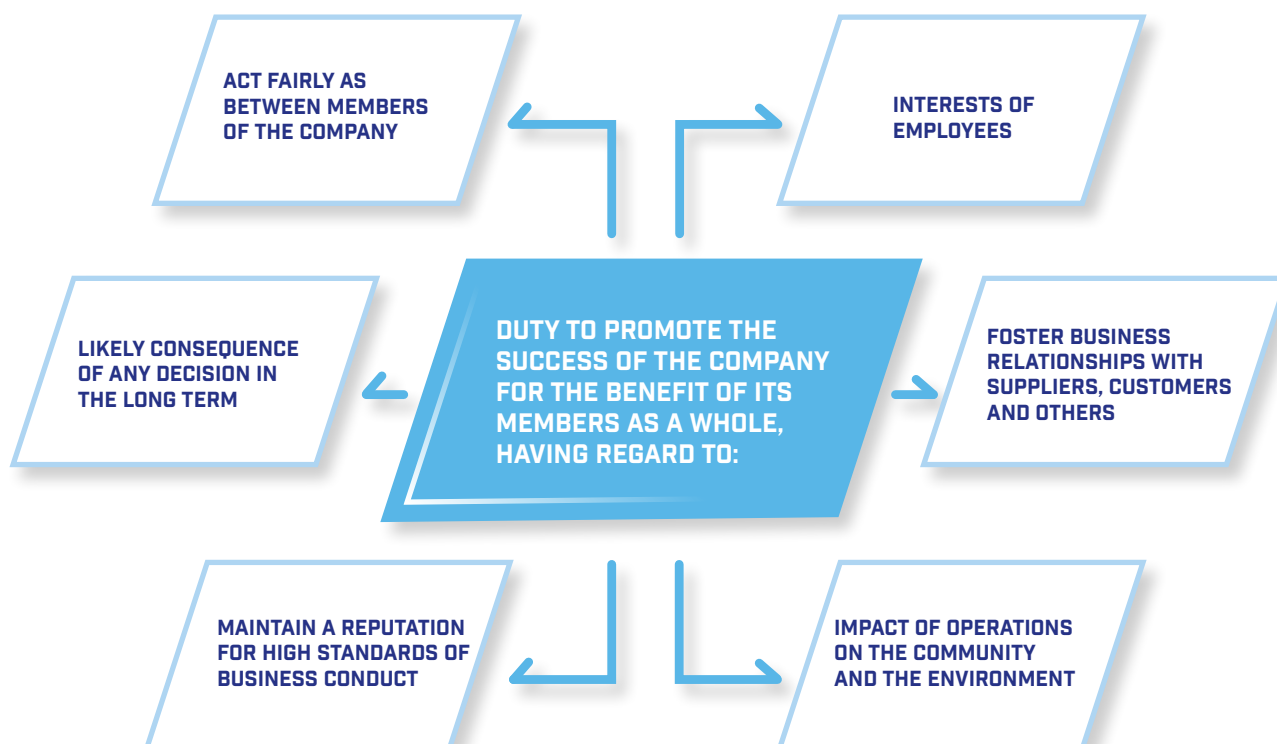 ACT FAIRLY AS
BETWEEN MEMBERS
OF THE COMPANY
INTERESTS OF
EMPLOYEES
LIKELY CONSEQUENCE
OF ANY DECISION IN
THE LONG TERM
DUTY TO PROMOTE THE
SUCCESS OF THE COMPANY
FOR THE BENEFIT OF ITS
MEMBERS AS A WHOLE,
HAVING REGARD TO:
FOSTER BUSINESS
RELATIONSHIPS WITH
SUPPLIERS, CUSTOMERS
AND OTHERS
MAINTAIN A REPUTATION
FOR HIGH STANDARDS OF
BUSINESS CONDUCT
IMPACT OF OPERATIONS
ON THE COMMUNITY
AND THE ENVIRONMENT